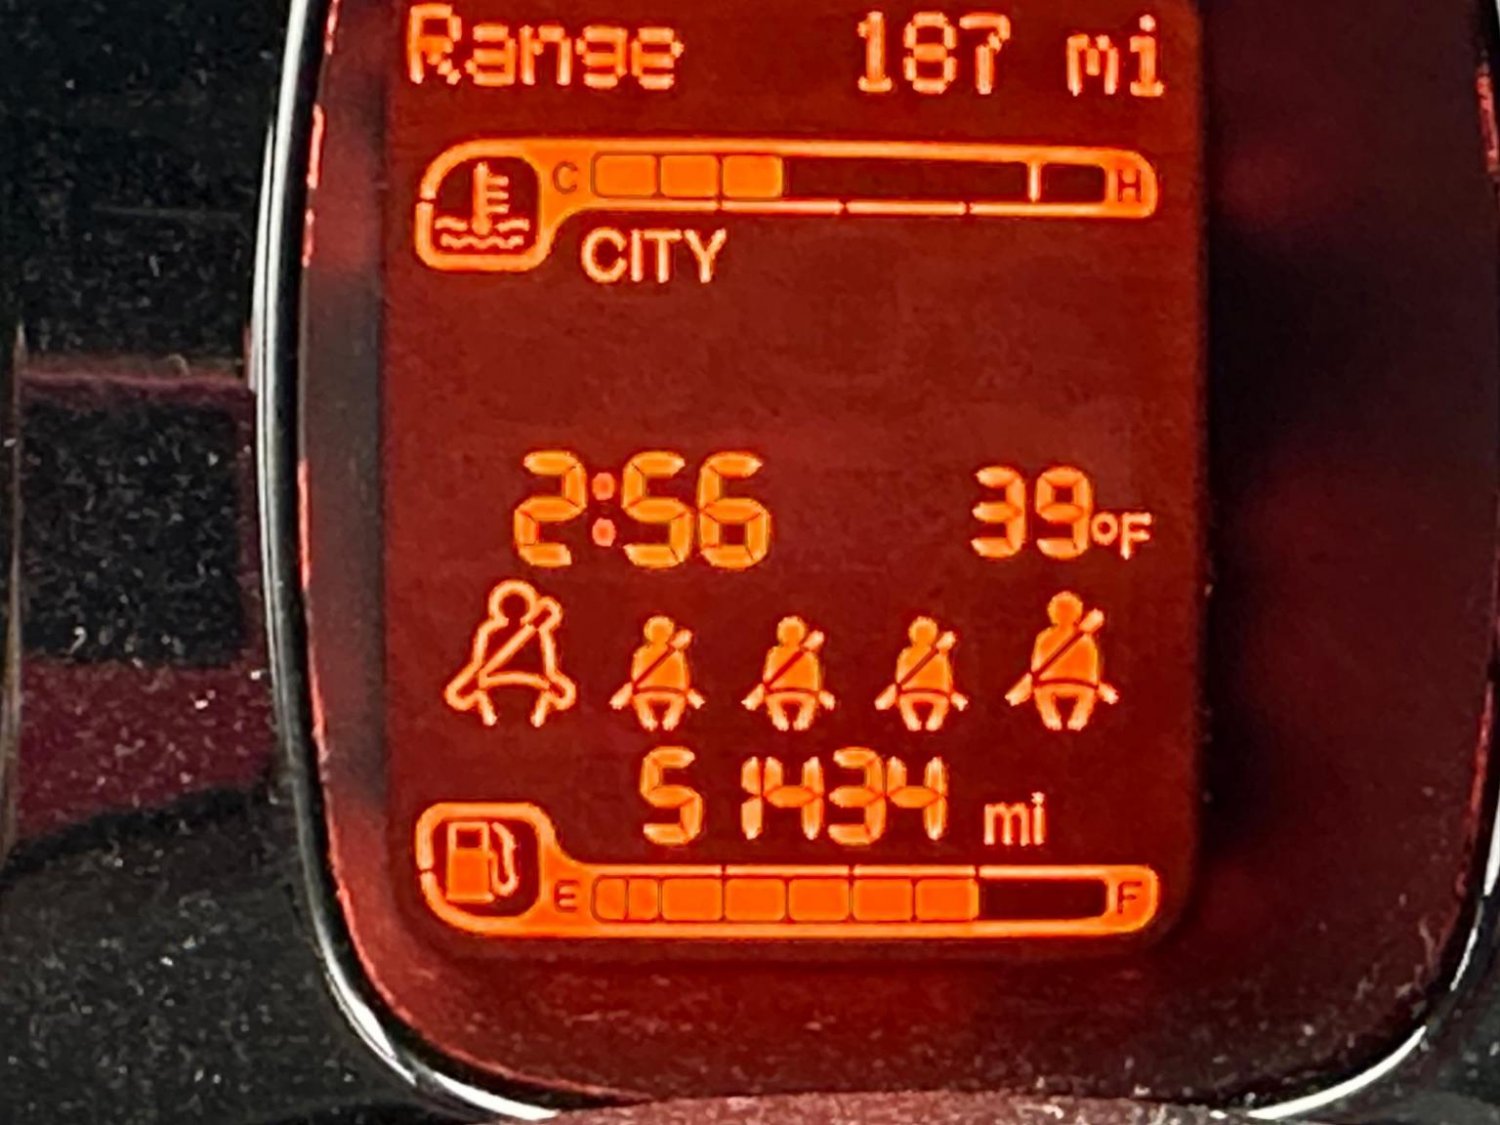 Range 187 mi
C H
CITY
2:56 39°F
51434 mi
E F